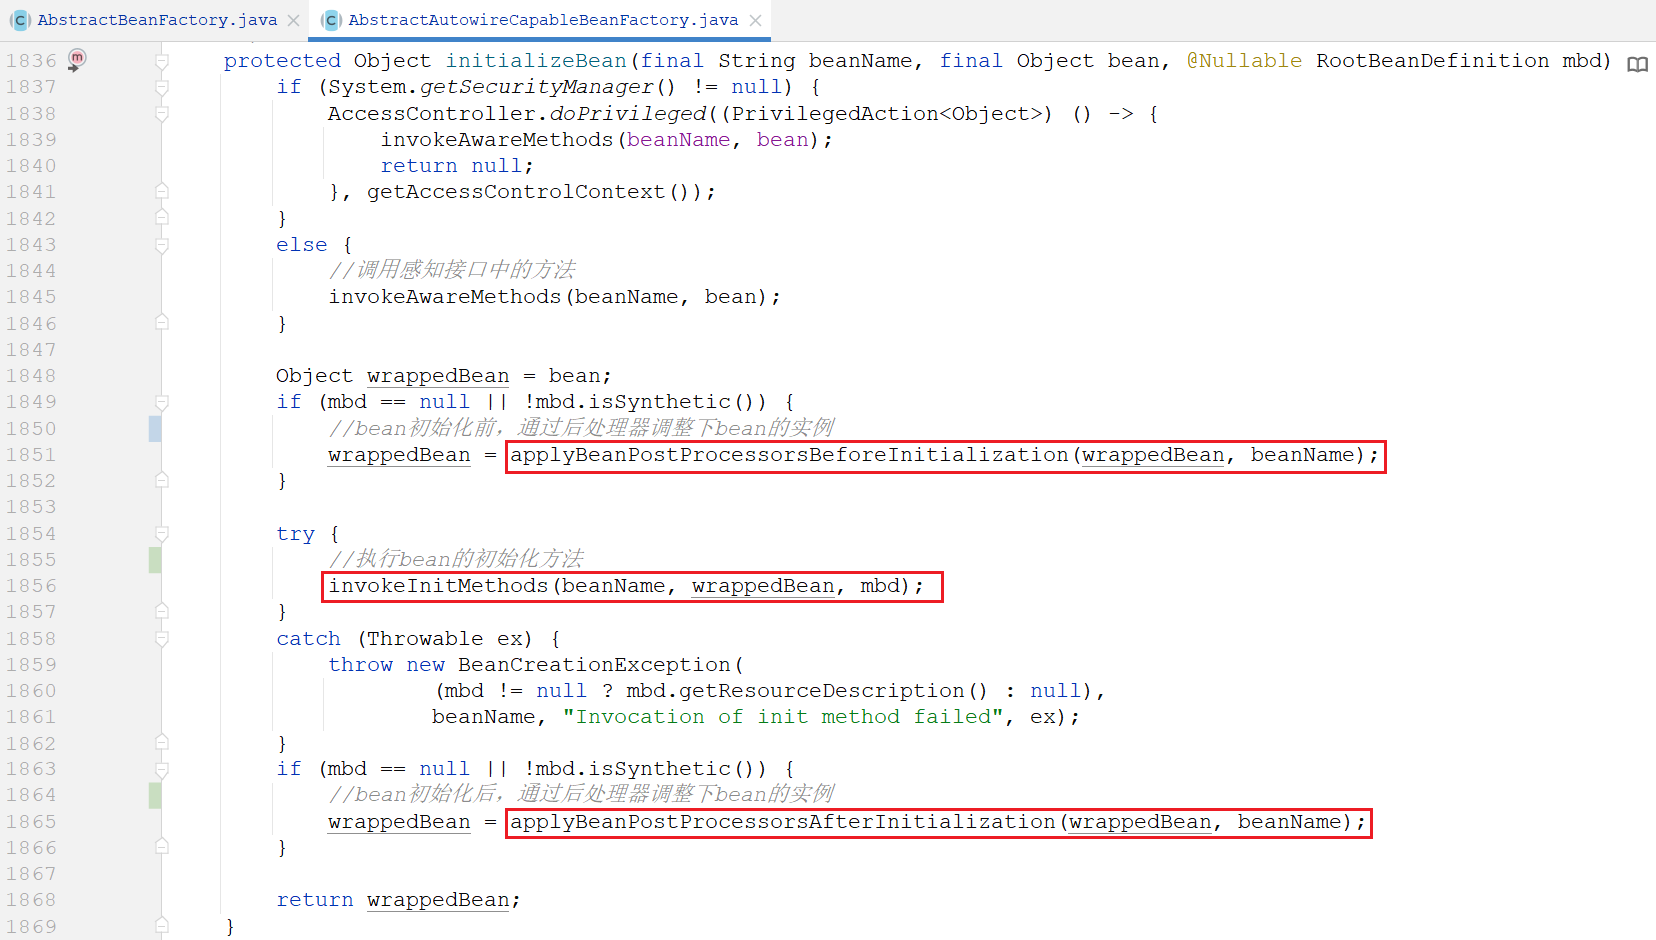 AbstractBeanFactory.java AbstractAutowireCapableBeanFactory.java
1836 protected Object initializeBean(final String beanName, final Object bean, @Nullable RootBeanDefinition mbd)
1837 if (System.getSecurityManager() != null) {
1838 AccessController.doPrivileged((PrivilegedAction<Object>) () -> {
1839 invokeAwareMethods(beanName, bean);
1840 return null;
1841 }, getAccessControlContext());
1842 }
1843 else {
1844 //调用感知接口中的方法
1845 invokeAwareMethods(beanName, bean);
1846 }
1847
1848 Object wrappedBean = bean;
1849 if (mbd == null || !mbd.isSynthetic()) {
1850 //bean初始化前，通过后处理器调整下bean的实例
1851 wrappedBean = applyBeanPostProcessorsBeforeInitialization(wrappedBean, beanName);
1852 }
1853
1854 try {
1855 //执行bean的初始化方法
1856 invokeInitMethods(beanName, wrappedBean, mbd);
1857 }
1858 catch (Throwable ex) {
1859 throw new BeanCreationException(
1860 (mbd != null ? mbd.getResourceDescription() : null),
1861 beanName, "Invocation of init method failed", ex);
1862 }
1863 if (mbd == null || !mbd.isSynthetic()) {
1864 //bean初始化后，通过后处理器调整下bean的实例
1865 wrappedBean = applyBeanPostProcessorsAfterInitialization(wrappedBean, beanName);
1866 }
1867
1868 return wrappedBean;
1869 }